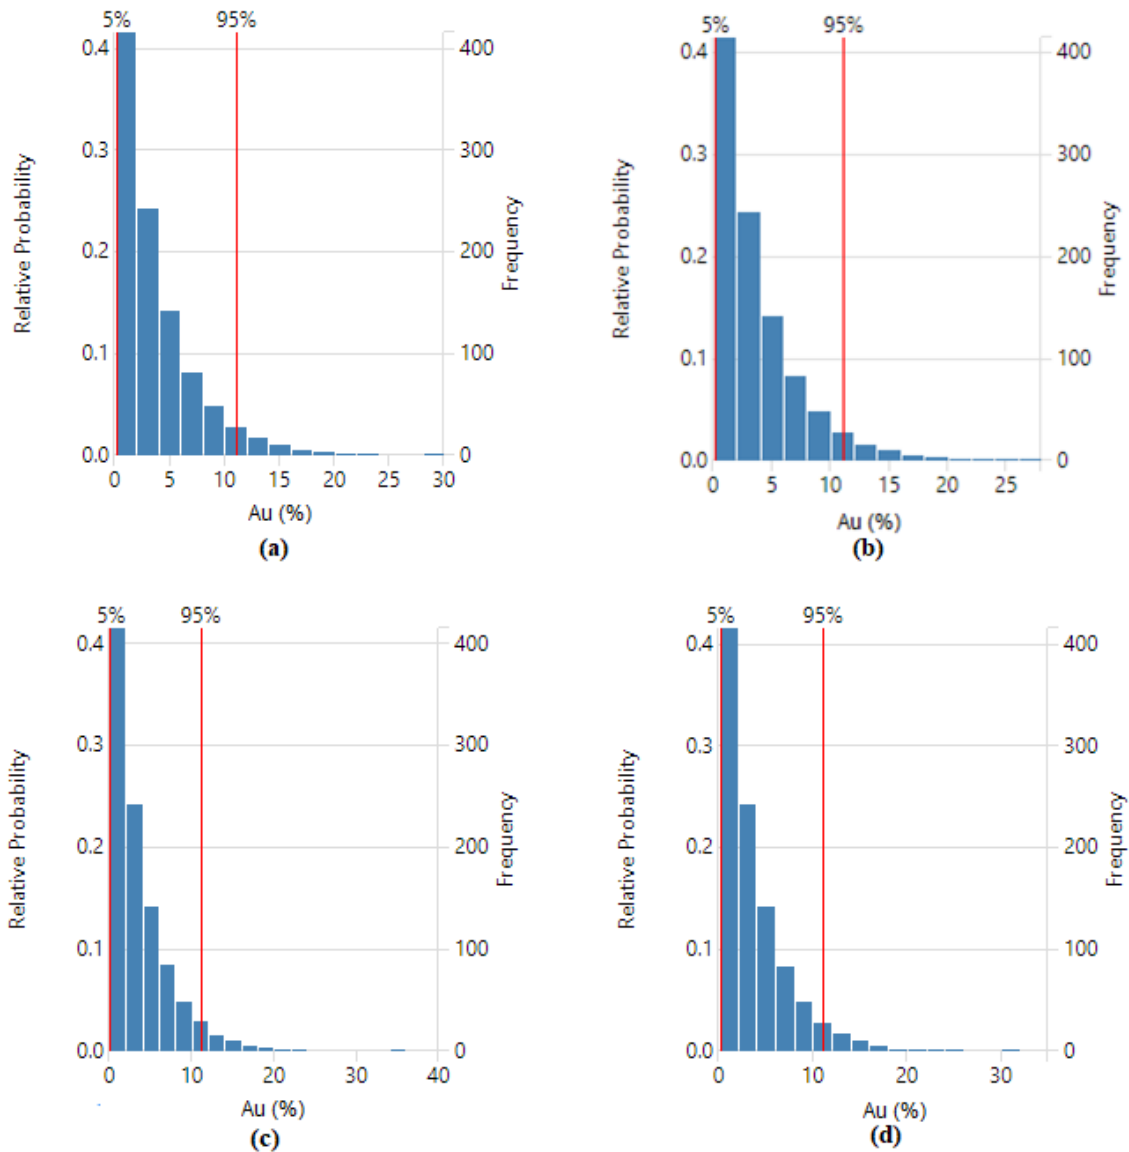 5% 95%
0.4 400
0.3 300
0.2 200
0.1 100
0.0 0
0 5 10 15 20 25 30
Relative Probability
Frequency
Au (%)
(a)
5% 95%
0.4 400
0.3 300
0.2 200
0.1 100
0.0 0
0 5 10 15 20 25
Relative Probability
Frequency
Au (%)
(b)
5% 95%
0.4 400
0.3 300
0.2 200
0.1 100
0.0 0
0 10 20 30 40
Relative Probability
Frequency
Au (%)
(c)
5% 95%
0.4 400
0.3 300
0.2 200
0.1 100
0.0 0
0 10 20 30
Relative Probability
Frequency
Au (%)
(d)